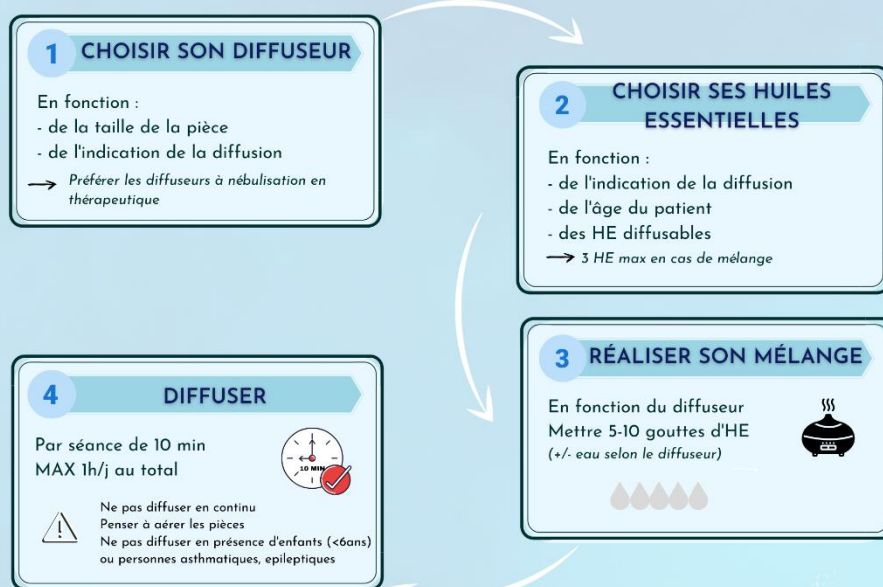 1 CHOISIR SON DIFFUSEUR
En fonction :
- de la taille de la pièce
- de l'indication de la diffusion
→ Préférer les diffuseurs à nébulisation en
thérapeutique
2 CHOISIR SES HUILES
ESSENTIELLES
En fonction :
- de l'indication de la diffusion
- de l'âge du patient
- des HE diffusables
→ 3 HE max en cas de mélange
3 RÉALISER SON MÉLANGE
En fonction du diffuseur
Mettre 5-10 gouttes d'HE
(+/- eau selon le diffuseur)
4 DIFFUSER
Par séance de 10 min
MAX 1h/j au total
10 MIN
Ne pas diffuser en continu
Penser à aérer les pièces
Ne pas diffuser en présence d'enfants (<6ans)
ou personnes asthmatiques, epileptiques